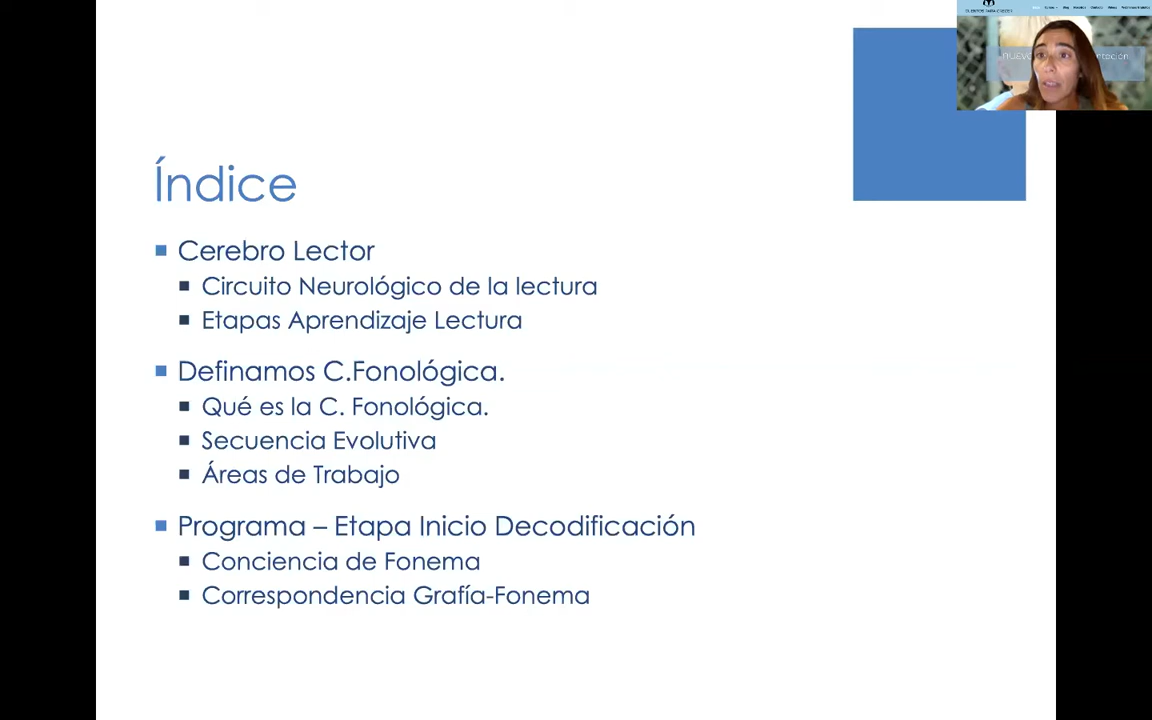 Índice
Cerebro Lector
Circuito Neurológico de la lectura
Etapas Aprendizaje Lectura
Definamos C.Fonológica.
Qué es la C. Fonológica.
Secuencia Evolutiva
Áreas de Trabajo
Programa – Etapa Inicio Decodificación
Conciencia de Fonema
Correspondencia Grafía-Fonema